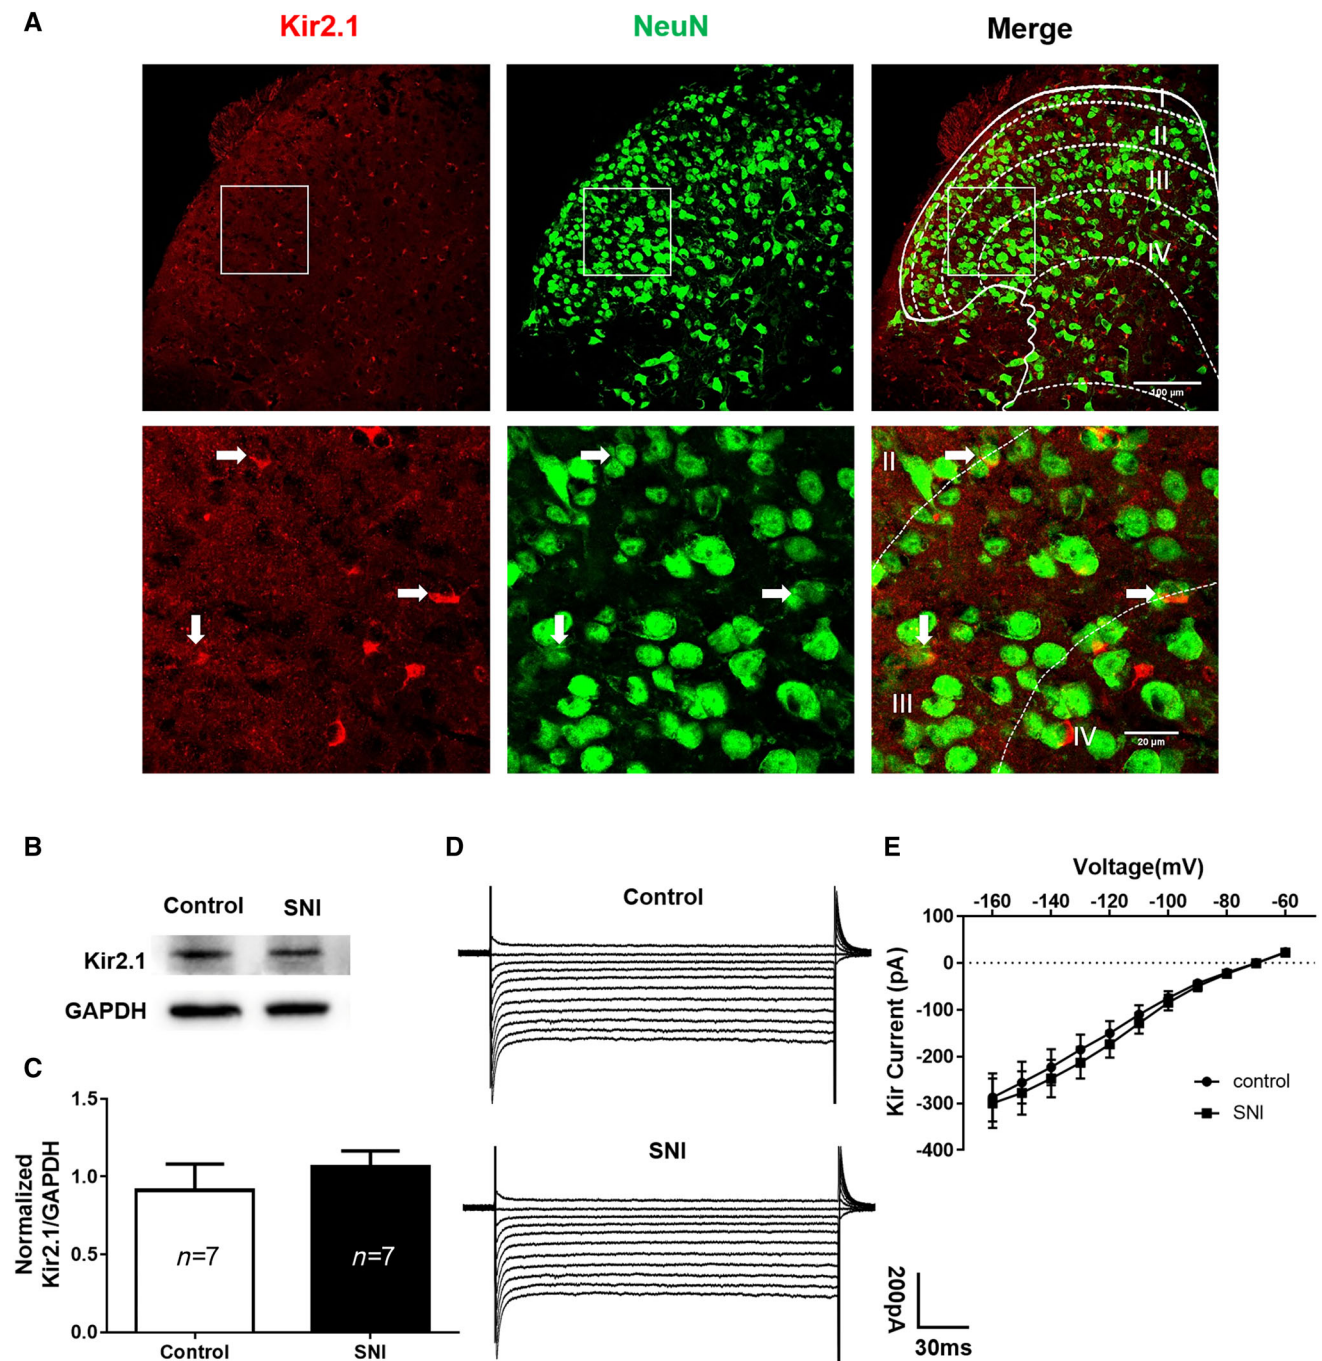 A
Kir2.1 NeuN Merge
I
II
III
IV
100 µm
II
III
IV
20 µm
B
Control SNI
Kir2.1
GAPDH
C
1.5
1.0
0.5
0.0
Normalized
Kir2.1/GAPDH
n=7 n=7
Control SNI
D
Control
SNI
E
Voltage(mV)
-160 -140 -120 -100 -80 -60
100
0
-100
-200
-300
-400
Kir Current (pA)
control
SNI
200pA
30ms